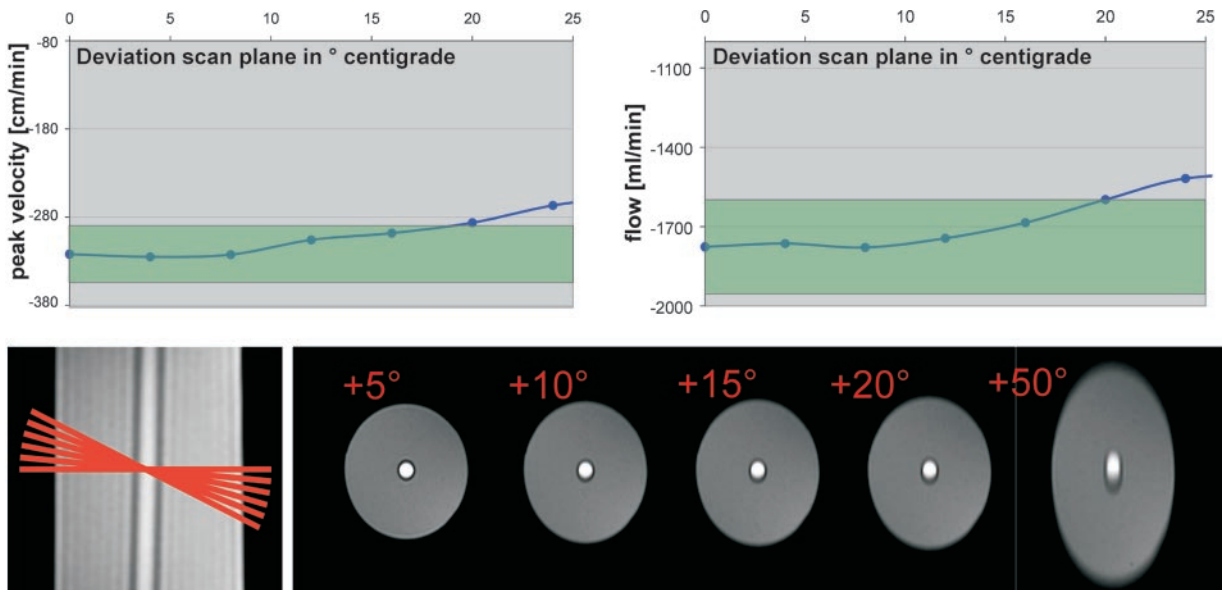 0 5 10 15 20 25
Deviation scan plane in ° centigrade
peak velocity [cm/min]
-80
-180
-280
-380
0 5 10 15 20 25
Deviation scan plane in ° centigrade
flow [ml/min]
-1100
-1400
-1700
-2000
+5° +10° +15° +20° +50°